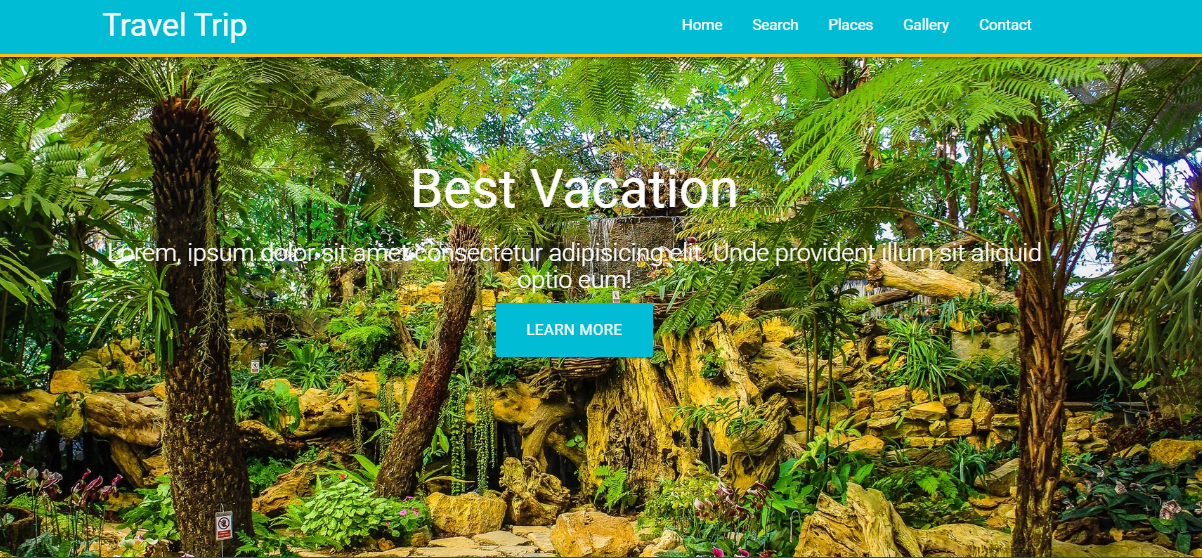 Travel Trip
Home Search Places Gallery Contact
Best Vacation
Lorem, ipsum dolor sit amet consectetur adipisicing elit. Unde provident illum sit aliquid
optio eum!
LEARN MORE